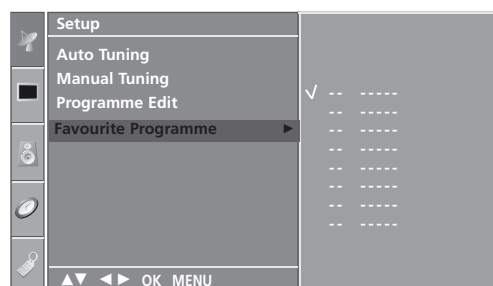 Setup
Auto Tuning
Manual Tuning
Programme Edit
Favourite Programme ►
√ -- -----
-- -----
-- -----
-- -----
-- -----
-- -----
-- -----
-- -----
▲▼ ◄► OK MENU